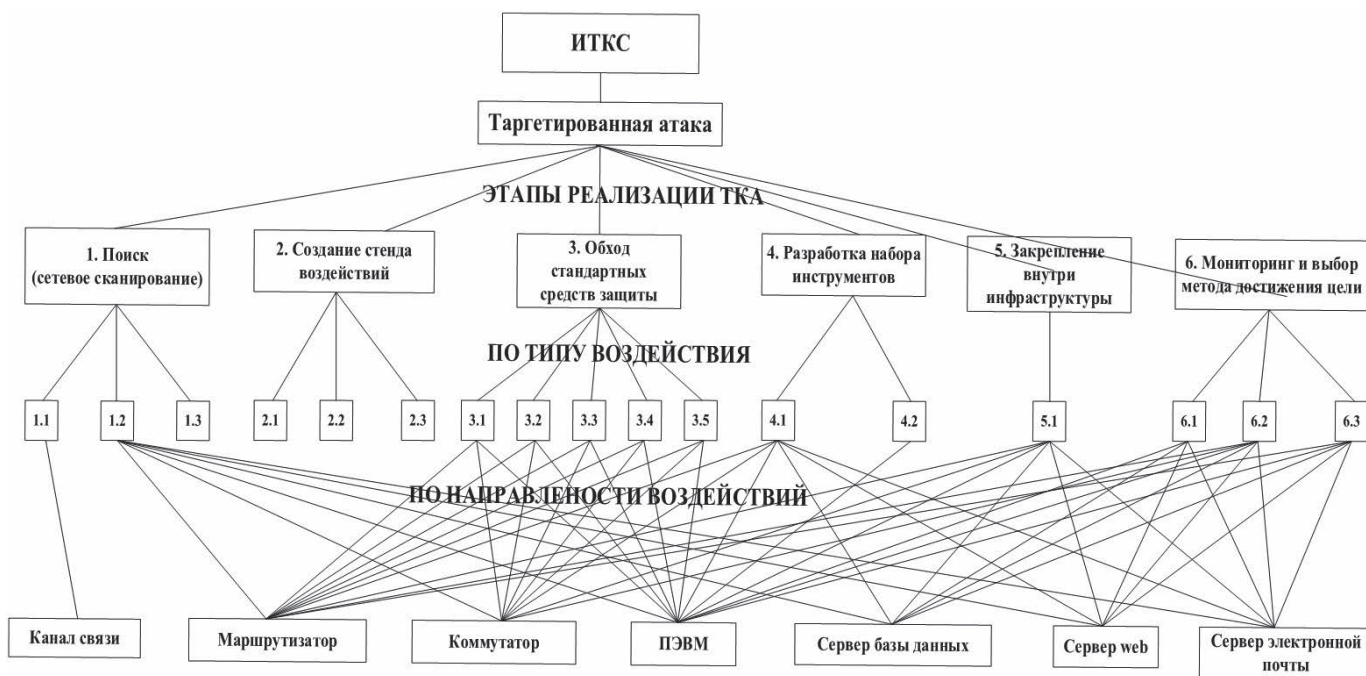 ИТКС
Таргетированная атака
ЭТАПЫ РЕАЛИЗАЦИИ ТКА
1. Поиск
(сетевое сканирование)
2. Создание стенда
воздействий
3. Обход
стандартных
средств защиты
4. Разработка набора
инструментов
5. Закрепление
внутри
инфраструктуры
6. Мониторинг и выбор
метода достижения цели
ПО ТИПУ ВОЗДЕЙСТВИЯ
1.1
1.2
1.3
2.1
2.2
2.3
3.1
3.2
3.3
3.4
3.5
4.1
4.2
5.1
6.1
6.2
6.3
ПО НАПРАВЛЕНОСТИ ВОЗДЕЙСТВИЙ
Канал связи
Маршрутизатор
Коммутатор
ПЭВМ
Сервер базы данных
Сервер web
Сервер электронной
почты